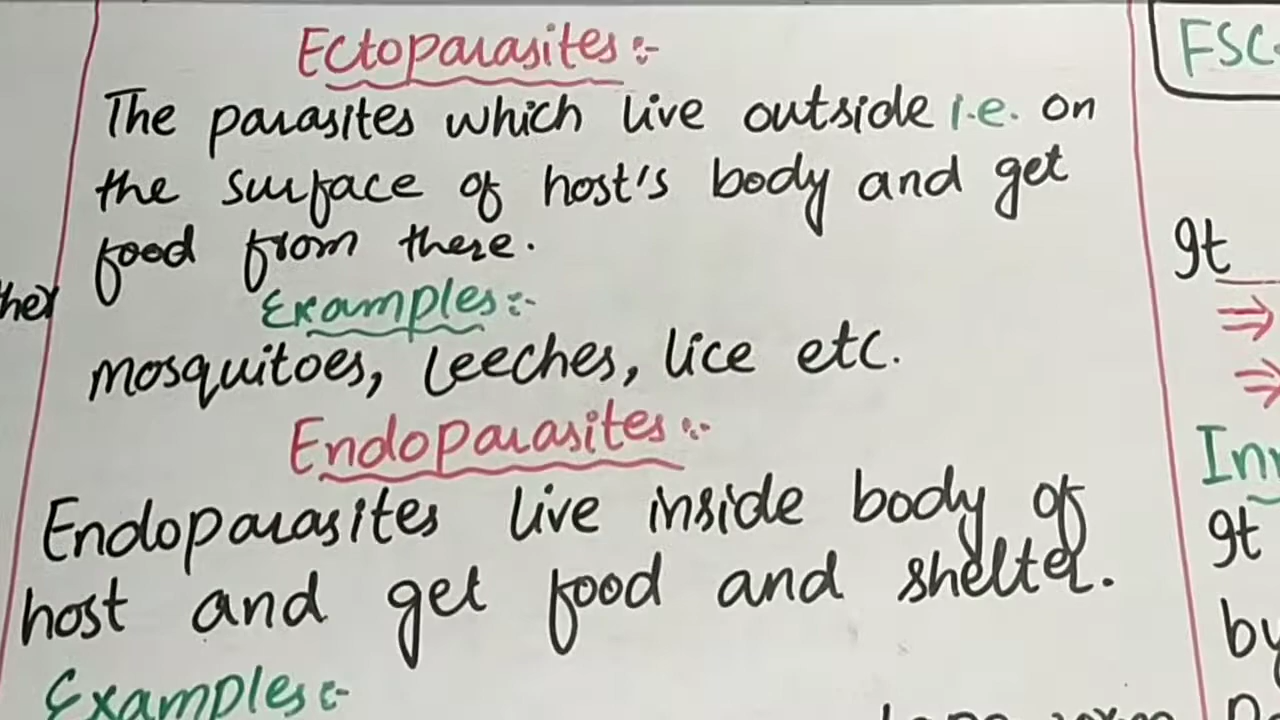 Ectoparasites:-
The parasites which live outside i.e. on
the surface of host's body and get
food from there.
Examples:-
mosquitoes, Leeches, lice etc.
Endoparasites:-
Endoparasites live inside body of
host and get food and shelter.
Examples:-
FSC
It
It
by